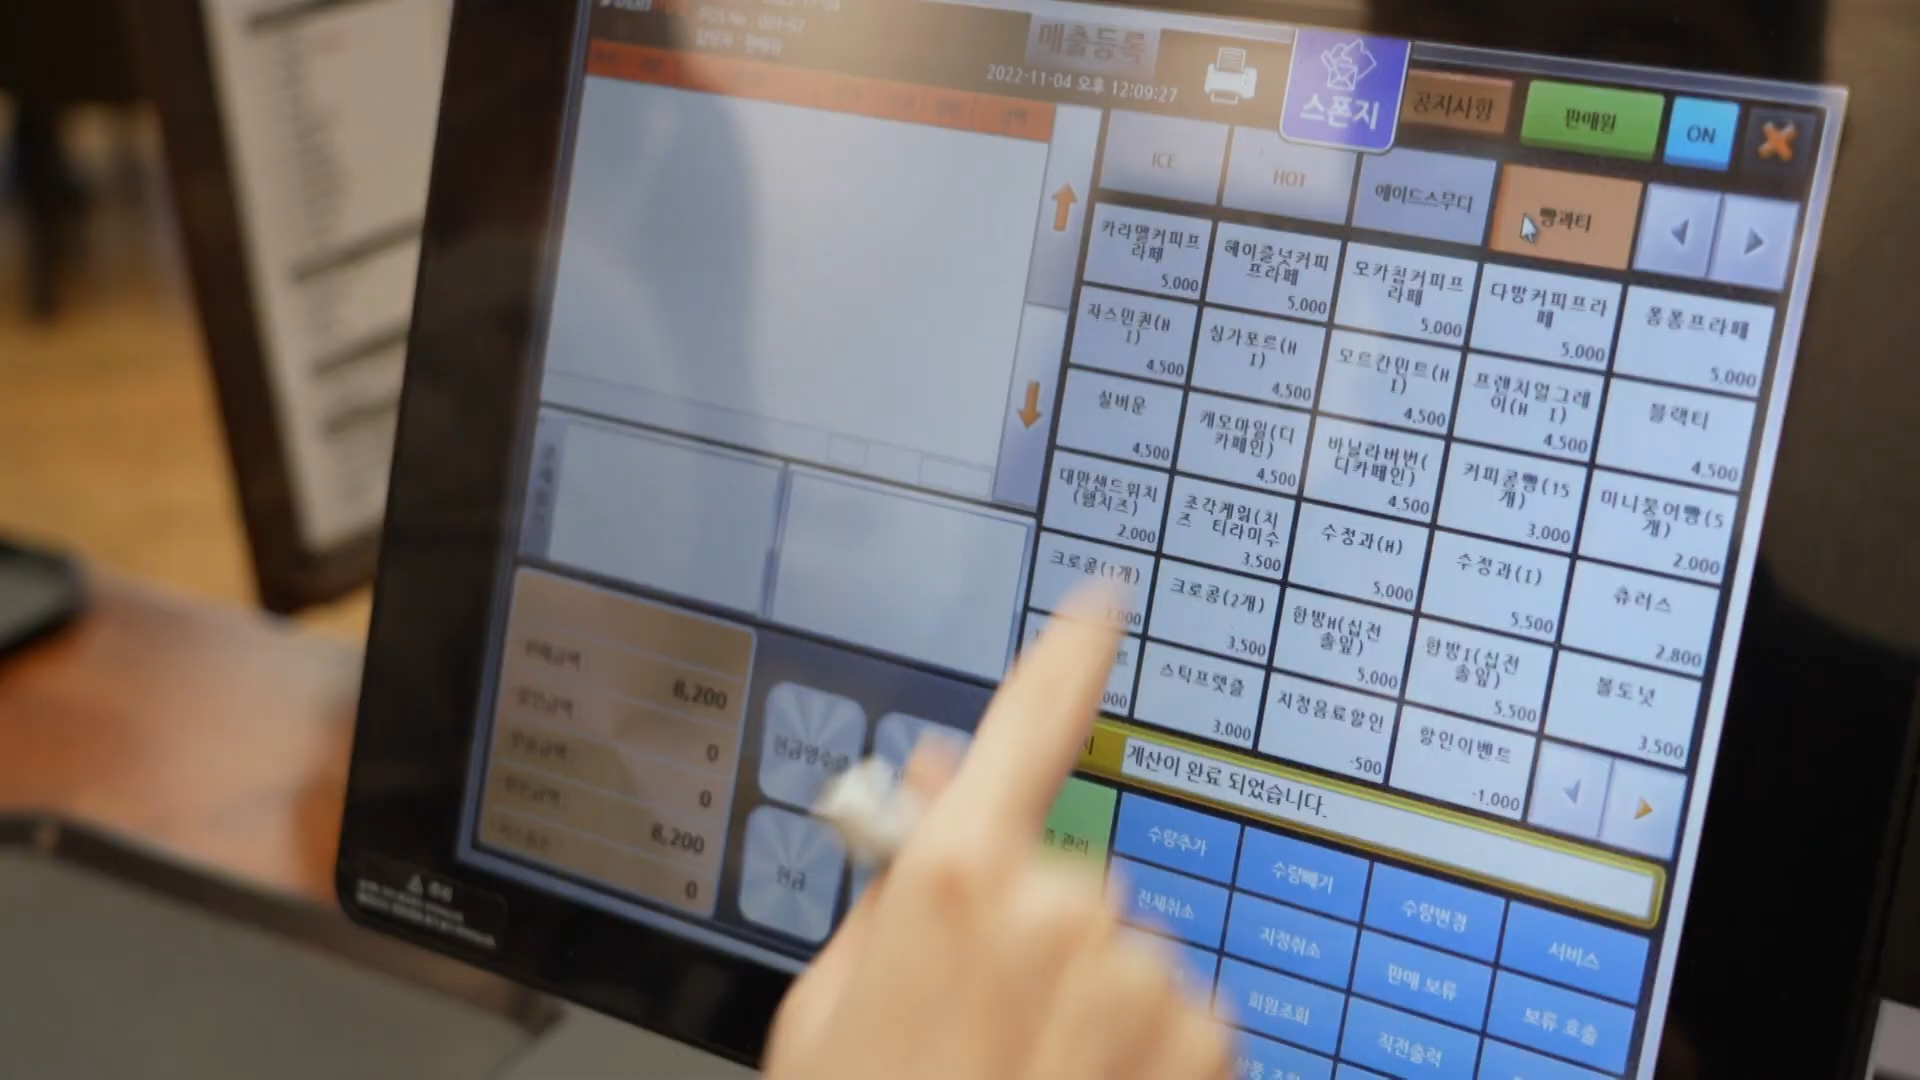 매출등록
2022-11-04 오후 12:09:27
스폰지
공지사항
판매원
ON
ICE
HOT
에이드스무디
빵과티
카라멜커피프
라페
5,000
헤이즐넛커피
프라페
5,000
모카칩커피프
라페
5,000
다방커피프라
페
5,000
퐁퐁프라페
5,000
자스민퀸(H
I)
4,500
싱가포르(H
I)
4,500
모르칸민트(H
I)
4,500
프렌치얼그레
이(H I)
4,500
블랙티
4,500
실버문
4,500
캐모마일(디
카페인)
4,500
바닐라버번(
디카페인)
4,500
커피콩빵(15
개)
3,000
미니붕어빵(5
개)
2,000
대만샌드위치
(햄치즈)
2,000
조각케잌(치
즈 티라미수
3,500
수정과(H)
5,000
수정과(I)
5,500
츄러스
2,800
크로콤(1개)
크로콤(2개)
3,500
한방H(십전
솔잎)
5,000
한방I(십전
솔잎)
5,500
볼도넛
3,500
스틱프렛즐
3,000
지정음료할인
-500
할인이벤트
-1,000
계산이 완료 되었습니다.
8,200
0
0
8,200
0
현금영수증
현금
관리
수량추가
수량빼기
수량변경
서비스
전체취소
지정취소
판매 보류
보류 호출
회원조회
직전출력